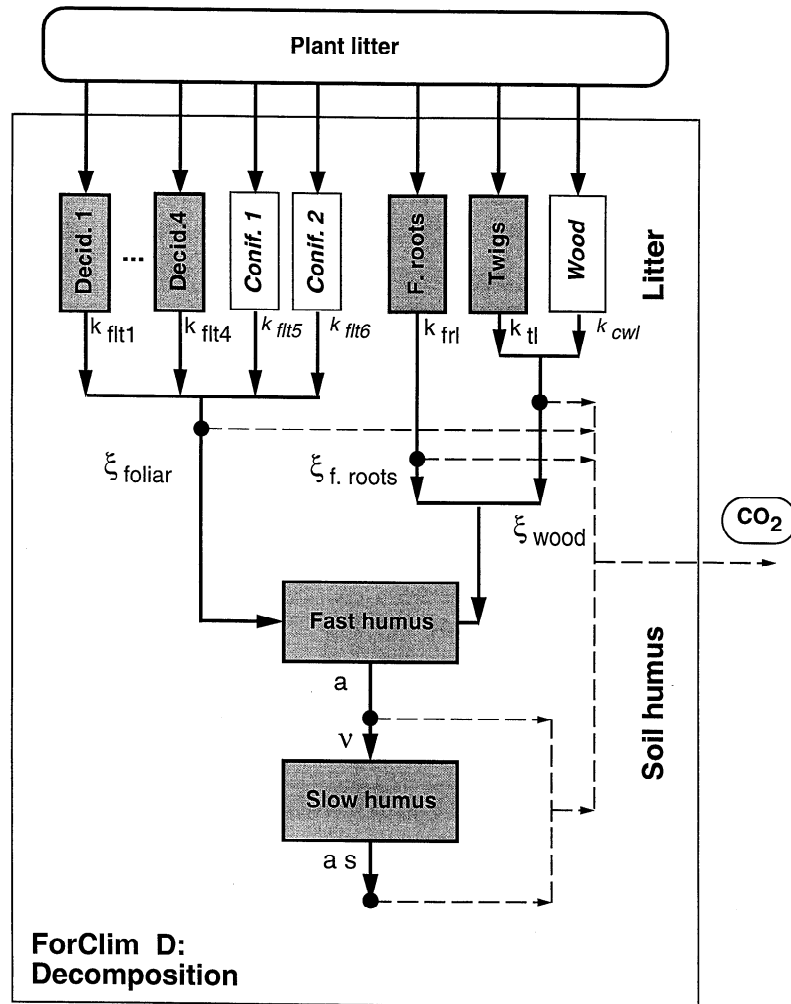 Plant litter
Decid. 1
...
Decid.4
Conif. 1
Conif. 2
F. roots
Twigs
Wood
Litter
k flt1
k flt4
k flt5
k flt6
k frl
k tl
k cwl
ξ foliar
ξ f. roots
ξ wood
CO2
Fast humus
a
ν
Slow humus
a s
Soil humus
ForClim D:
Decomposition